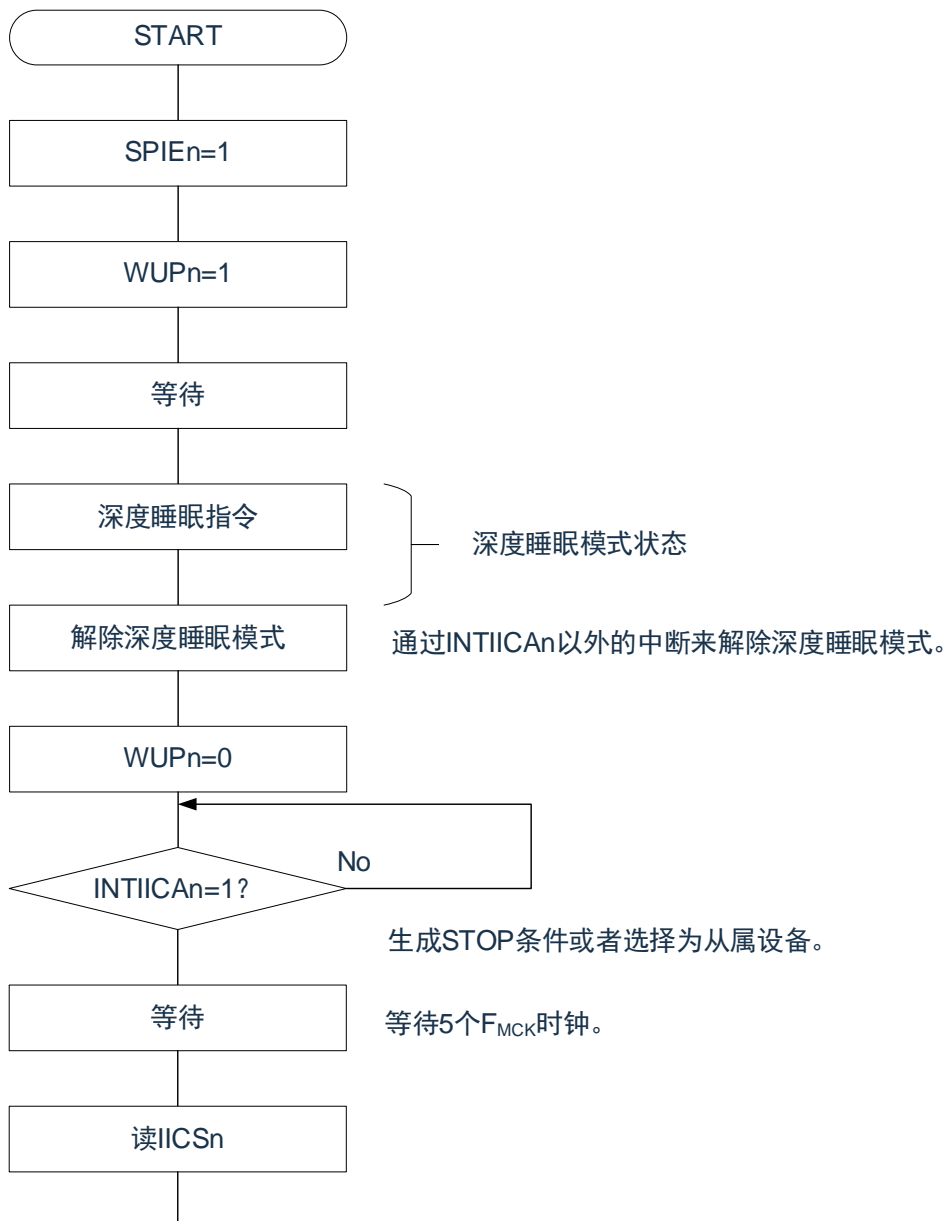 START
SPIEn=1
WUPn=1
等待
深度睡眠指令
深度睡眠模式状态
解除深度睡眠模式
通过INTIICAn以外的中断来解除深度睡眠模式。
WUPn=0
No
INTIICAn=1?
生成STOP条件或者选择为从属设备。
等待
等待5个FMCK时钟。
读IICSn